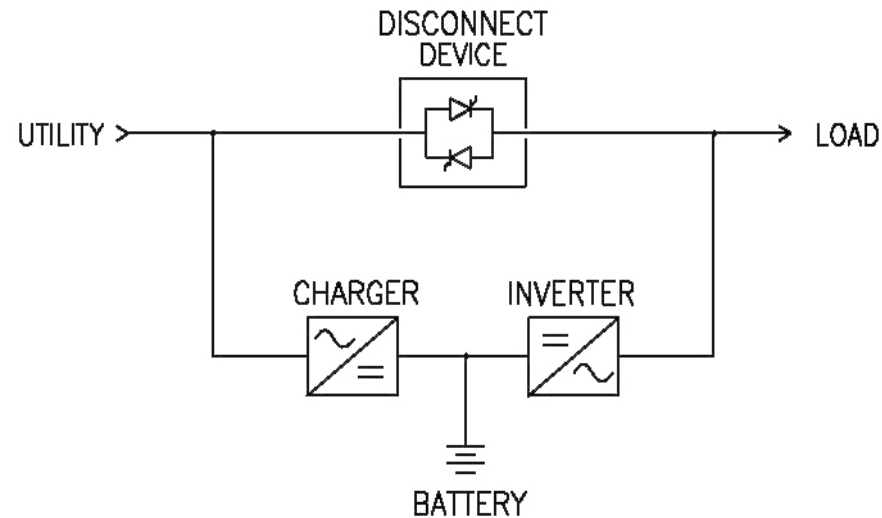 DISCONNECT
DEVICE
UTILITY
LOAD
CHARGER
INVERTER
BATTERY